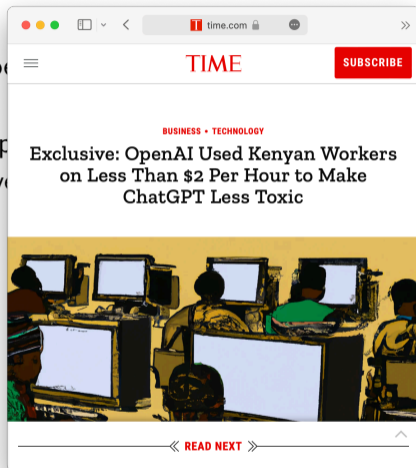 time.com
TIME
SUBSCRIBE
BUSINESS • TECHNOLOGY
Exclusive: OpenAI Used Kenyan Workers
on Less Than $2 Per Hour to Make
ChatGPT Less Toxic
READ NEXT